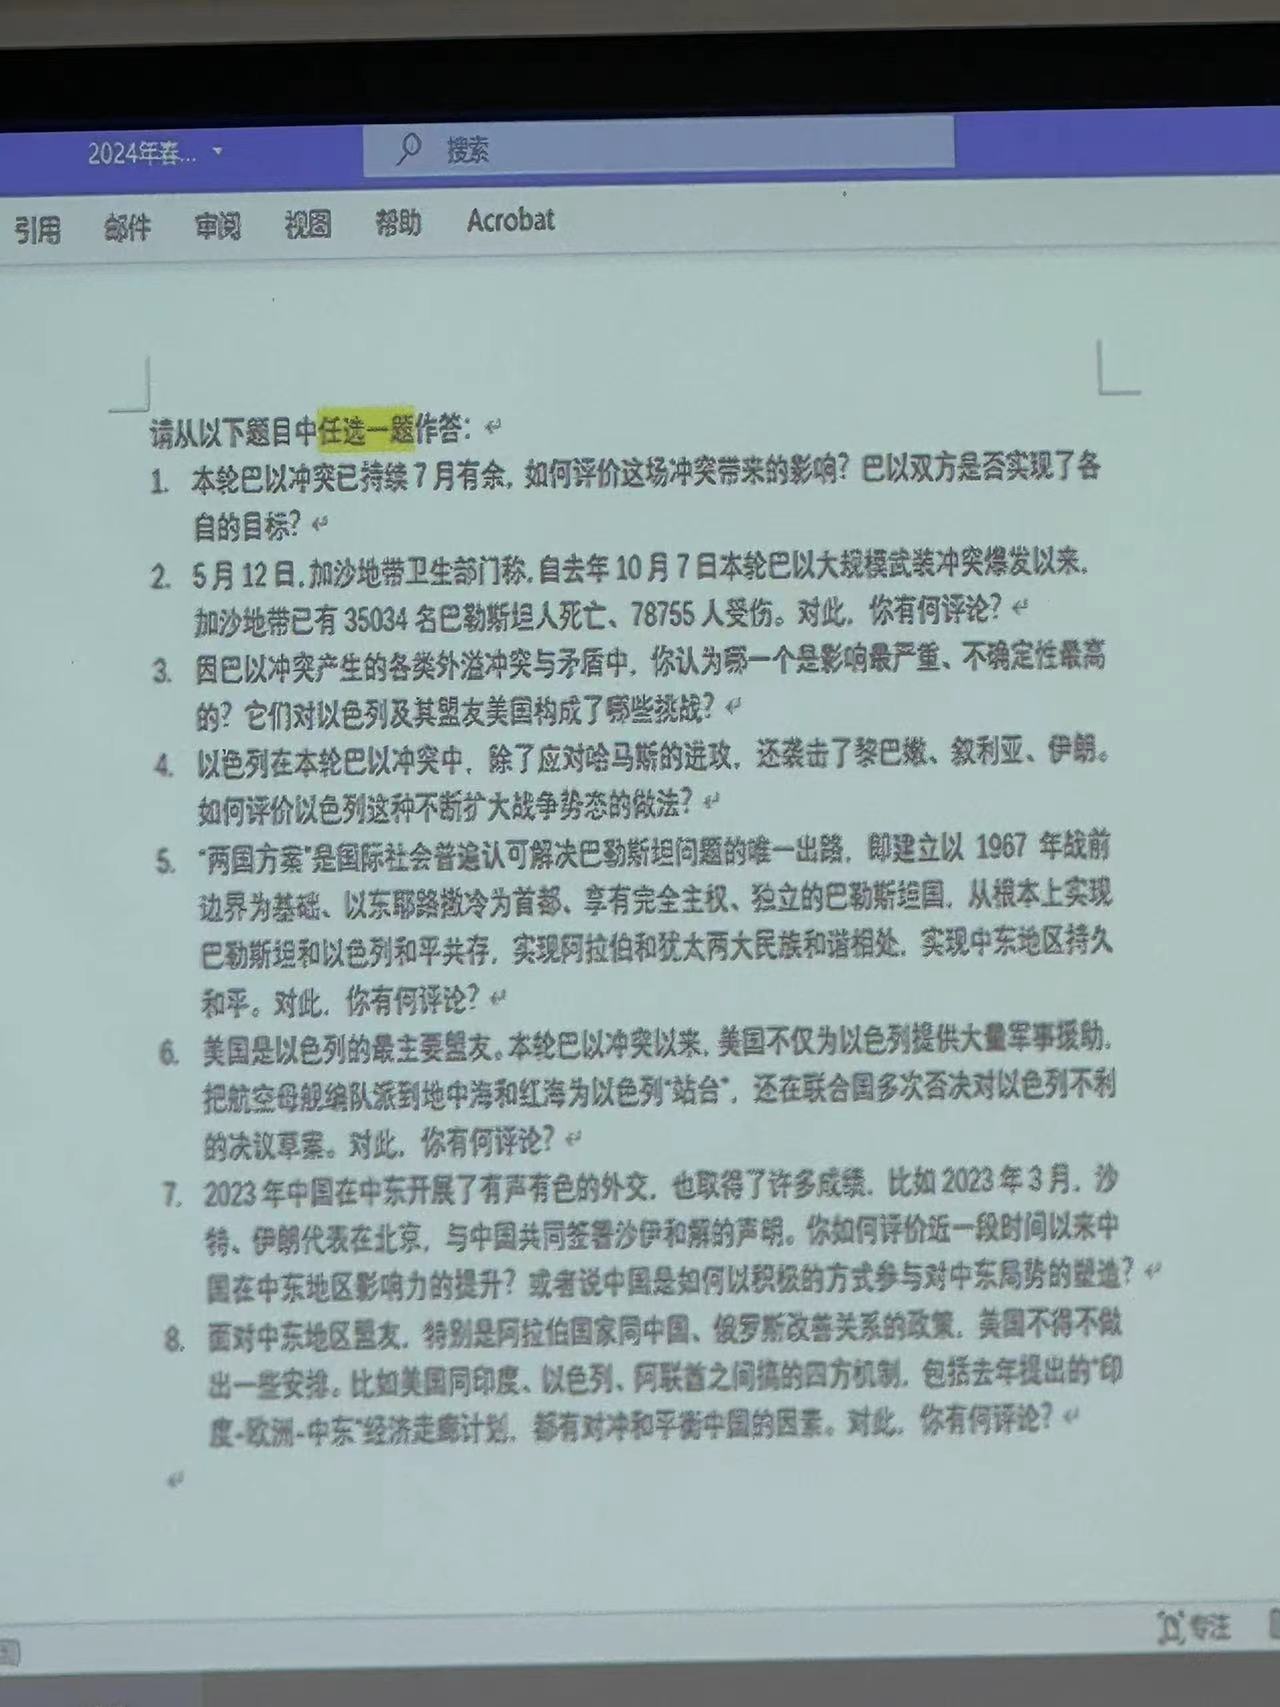 2024年春...
搜索
引用 邮件 审阅 视图 帮助 Acrobat
请从以下题目中任选一题作答：
1. 本轮巴以冲突已持续7月有余，如何评价这场冲突带来的影响？巴以双方是否实现了各
自的目标？
2. 5月12日，加沙地带卫生部门称，自去年10月7日本轮巴以大规模武装冲突爆发以来，
加沙地带已有35034名巴勒斯坦人死亡、78755人受伤。对此，你有何评论？
3. 因巴以冲突产生的各类外溢冲突与矛盾中，你认为哪一个是影响最严重、不确定性最高
的？它们对以色列及其盟友美国构成了哪些挑战？
4. 以色列在本轮巴以冲突中，除了应对哈马斯的进攻，还袭击了黎巴嫩、叙利亚、伊朗。
如何评价以色列这种不断扩大战争势态的做法？
5. “两国方案”是国际社会普遍认可解决巴勒斯坦问题的唯一出路，即建立以 1967 年战前
边界为基础、以东耶路撒冷为首都、享有完全主权、独立的巴勒斯坦国，从根本上实现
巴勒斯坦和以色列和平共存，实现阿拉伯和犹太两大民族和谐相处，实现中东地区持久
和平。对此，你有何评论？
6. 美国是以色列的最主要盟友。本轮巴以冲突以来，美国不仅为以色列提供大量军事援助，
把航空母舰编队派到地中海和红海为以色列“站台”，还在联合国多次否决对以色列不利
的决议草案。对此，你有何评论？
7. 2023年中国在中东开展了有声有色的外交，也取得了许多成绩，比如2023年3月，沙
特、伊朗代表在北京，与中国共同签署沙伊和解的声明。你如何评价近一段时间以来中
国在中东地区影响力的提升？或者说中国是如何以积极的方式参与对中东局势的塑造？
8. 面对中东地区盟友，特别是阿拉伯国家同中国、俄罗斯改善关系的政策，美国不得不做
出一些安排。比如美国同印度、以色列、阿联酋之间搞的四方机制，包括去年提出的“印
度-欧洲-中东”经济走廊计划，都有对冲和平衡中国的因素。对此，你有何评论？
专注